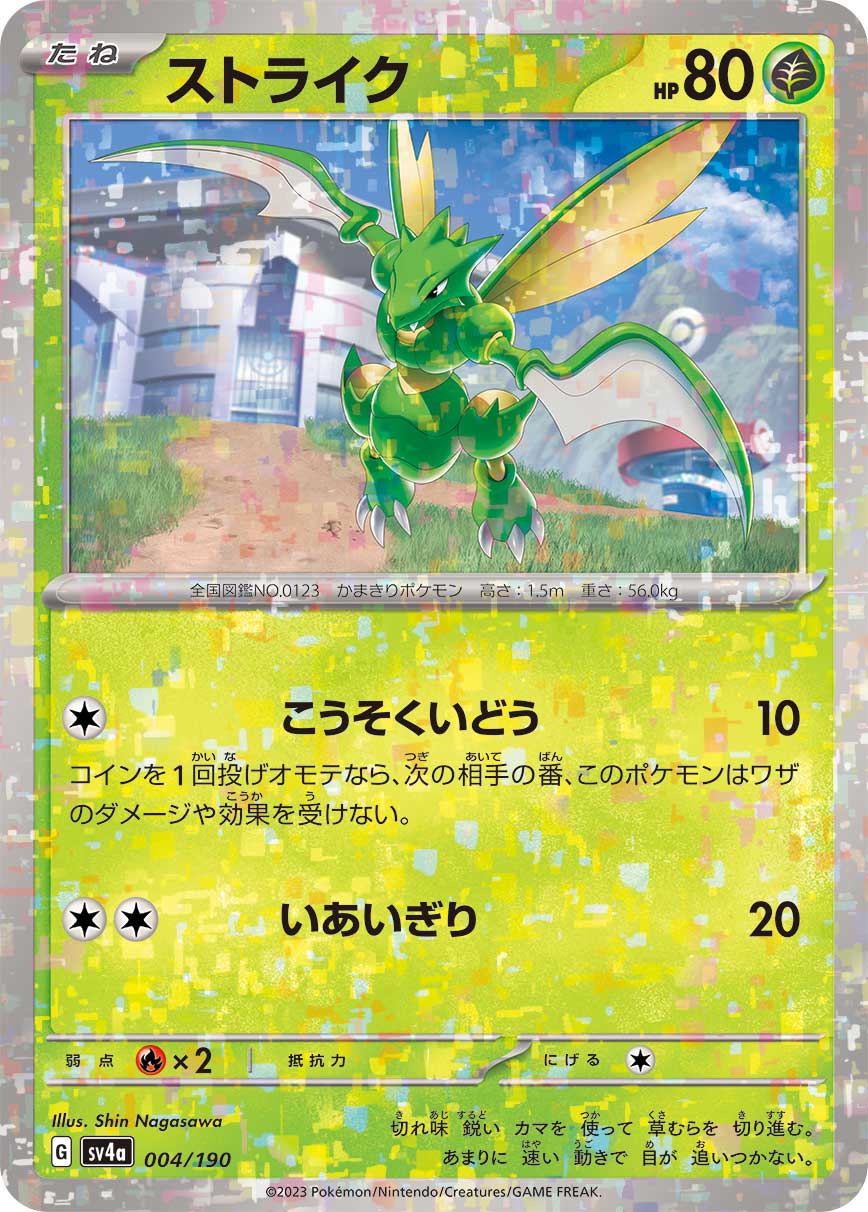 たね ストライク HP 80
全国図鑑NO.0123 かまきりポケモン 高さ:1.5m 重さ:56.0kg
こうそくいどう 10
コインを1回投げオモテなら、次の相手の番、このポケモンはワザ
のダメージや効果を受けない。
いあいぎり 20
弱点 ×2 抵抗力 にげる
Illus. Shin Nagasawa
G sv4a 004/190
切れ味 鋭い カマを 使って 草むらを 切り進む。
あまりに 速い 動きで 目が 追いつかない。
©2023 Pokémon/Nintendo/Creatures/GAME FREAK.